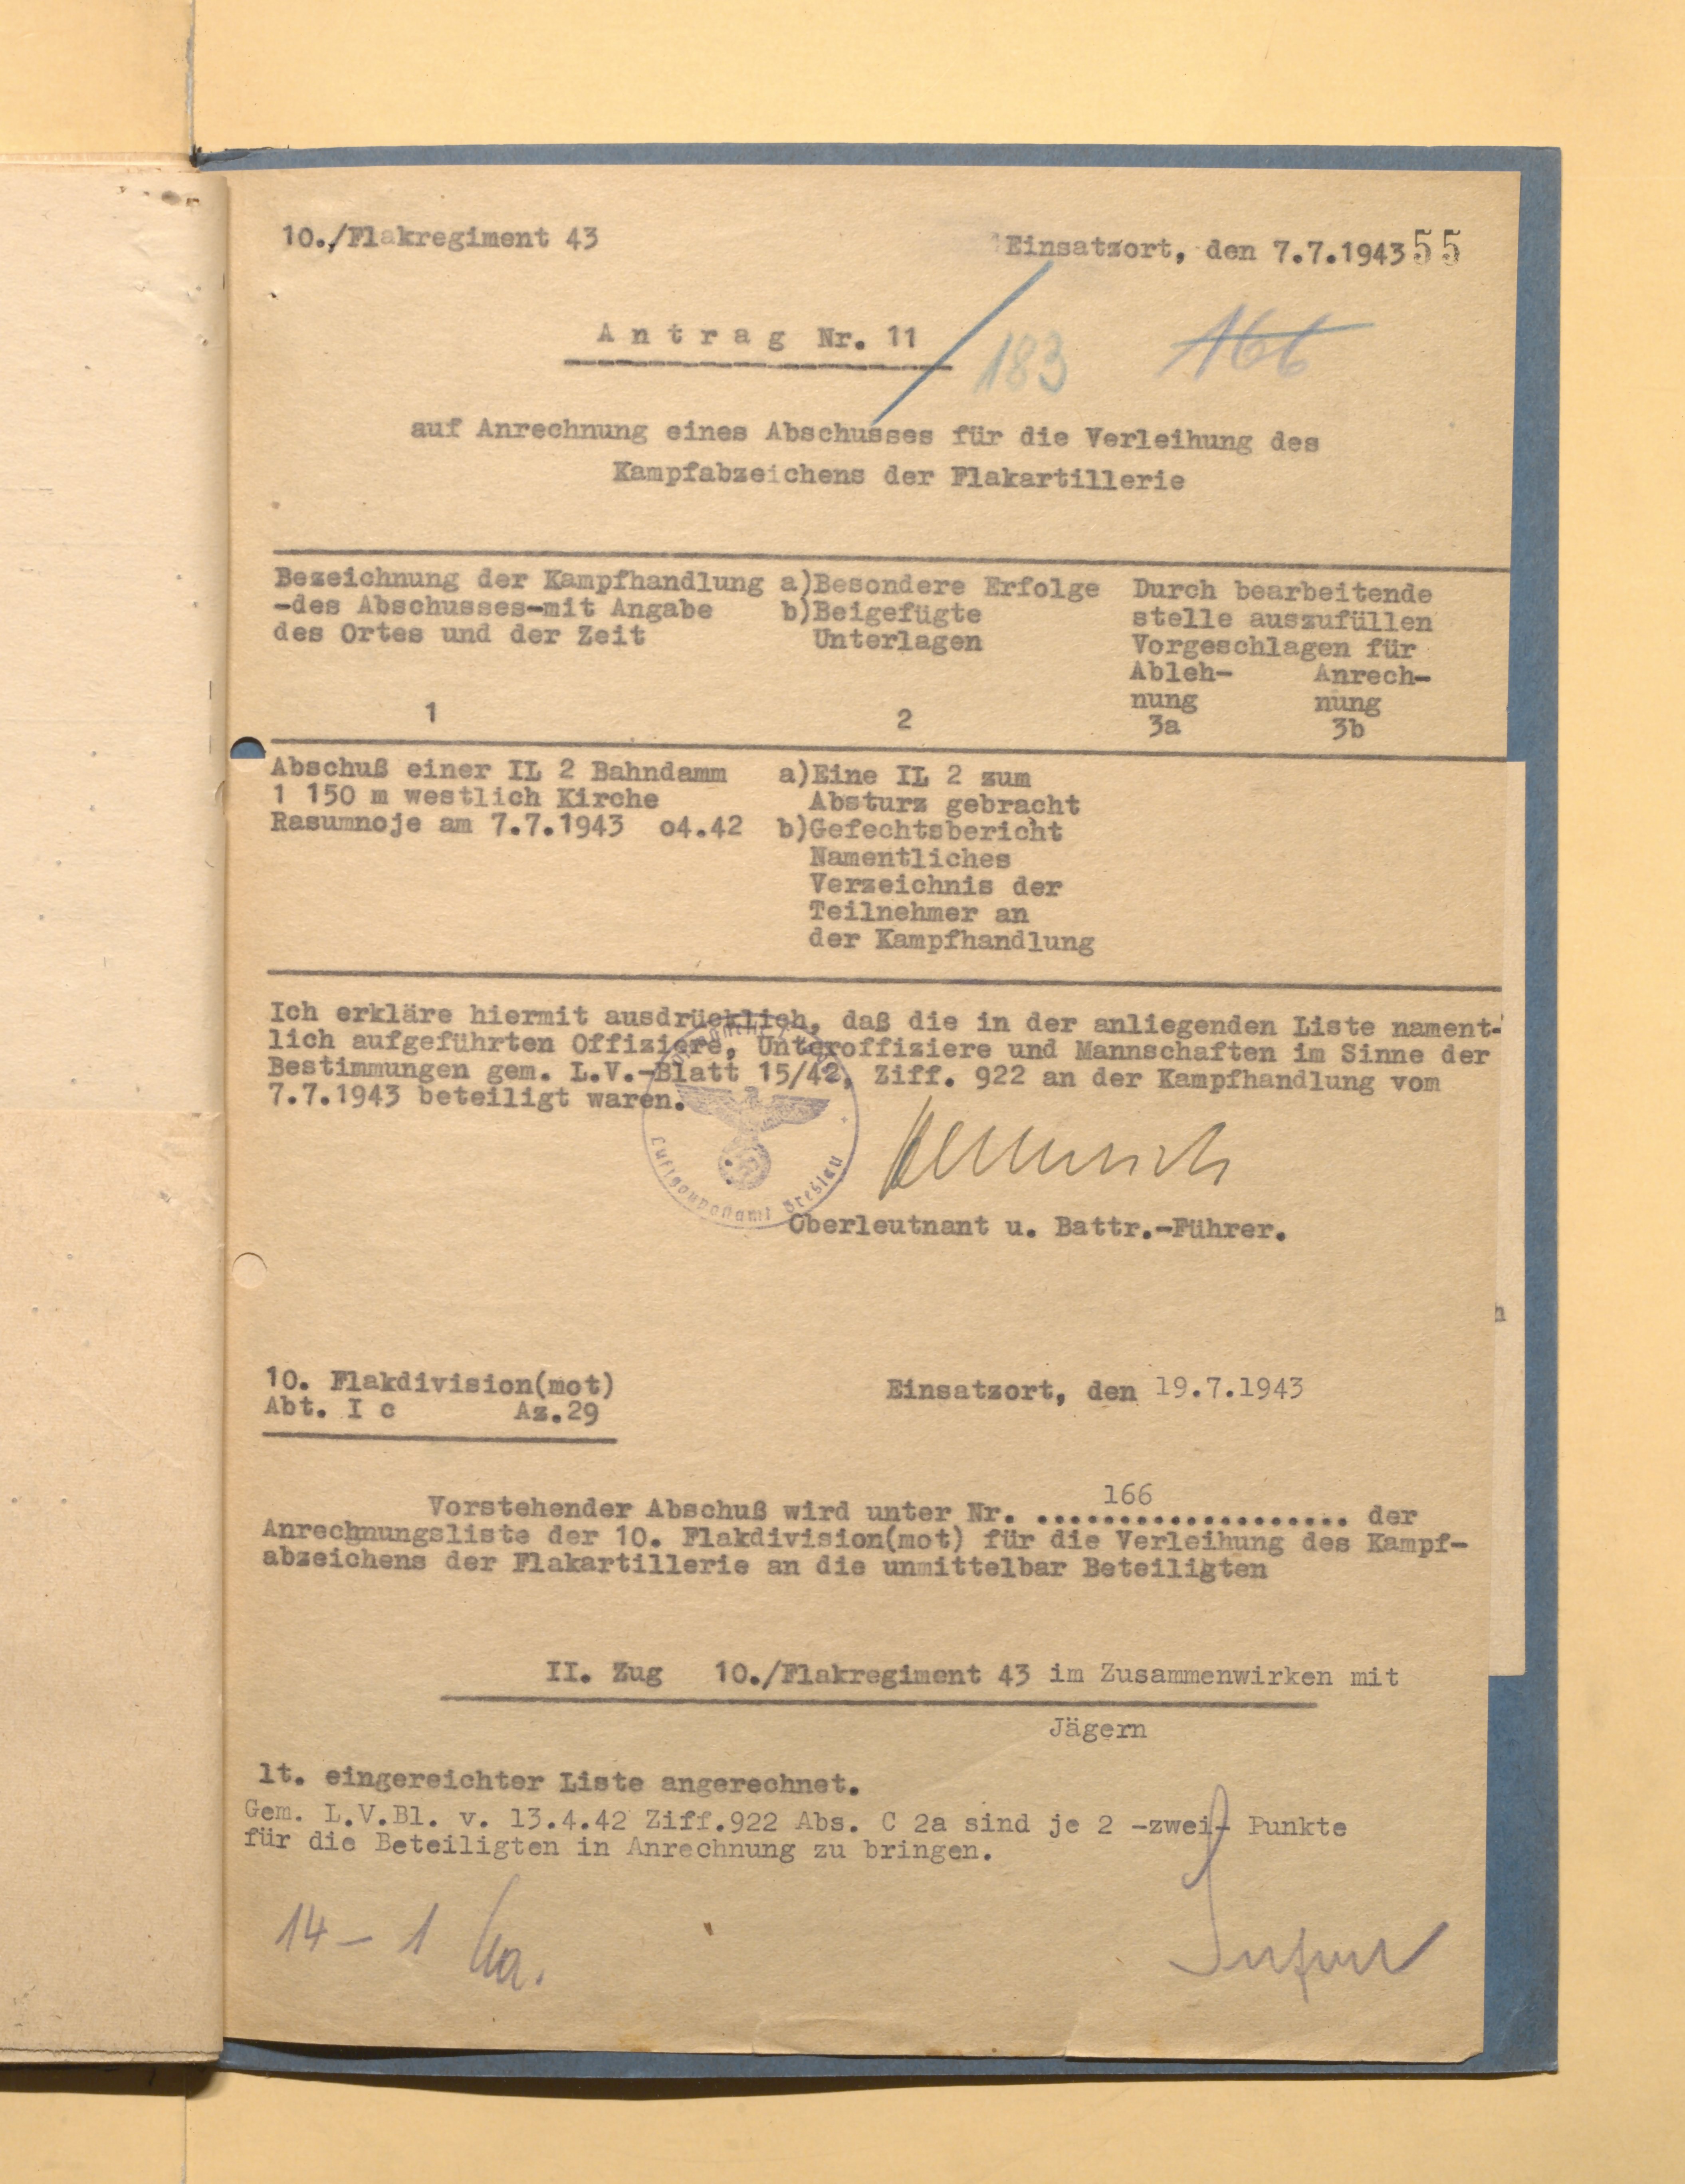 10./Flakregiment 43
Einsatzort, den 7.7.1943 55
Antrag Nr. 11
183 166
auf Anrechnung eines Abschusses für die Verleihung des
Kampfabzeichens der Flakartillerie
Bezeichnung der Kampfhandlung
-des Abschusses-mit Angabe
des Ortes und der Zeit
1
a)Besondere Erfolge
b)Beigefügte
Unterlagen
2
Durch bearbeitende
stelle auszufüllen
Vorgeschlagen für
Ableh- Anrech-
nung nung
3a 3b
Abschuß einer IL 2 Bahndamm
1 150 m westlich Kirche
Rasumnoje am 7.7.1943 o4.42
a)Eine IL 2 zum
Absturz gebracht
b)Gefechtsbericht
Namentliches
Verzeichnis der
Teilnehmer an
der Kampfhandlung
Ich erkläre hiermit ausdrücklich, daß die in der anliegenden Liste nament-
lich aufgeführten Offiziere, Unteroffiziere und Mannschaften im Sinne der
Bestimmungen gem. L.V.-Blatt 15/42, Ziff. 922 an der Kampfhandlung vom
7.7.1943 beteiligt waren.
Luftgaupostamt Breslau
Oberleutnant u. Battr.-Führer.
h
10. Flakdivision(mot)
Abt. I c Az.29
Einsatzort, den 19.7.1943
166
Vorstehender Abschuß wird unter Nr. ................... der
Anrechnungsliste der 10. Flakdivision(mot) für die Verleihung des Kampf-
abzeichens der Flakartillerie an die unmittelbar Beteiligten
II. Zug 10./Flakregiment 43 im Zusammenwirken mit
Jägern
lt. eingereichter Liste angerechnet.
Gem. L.V.Bl. v. 13.4.42 Ziff.922 Abs. C 2a sind je 2 -zwei- Punkte
für die Beteiligten in Anrechnung zu bringen.
14 - 1